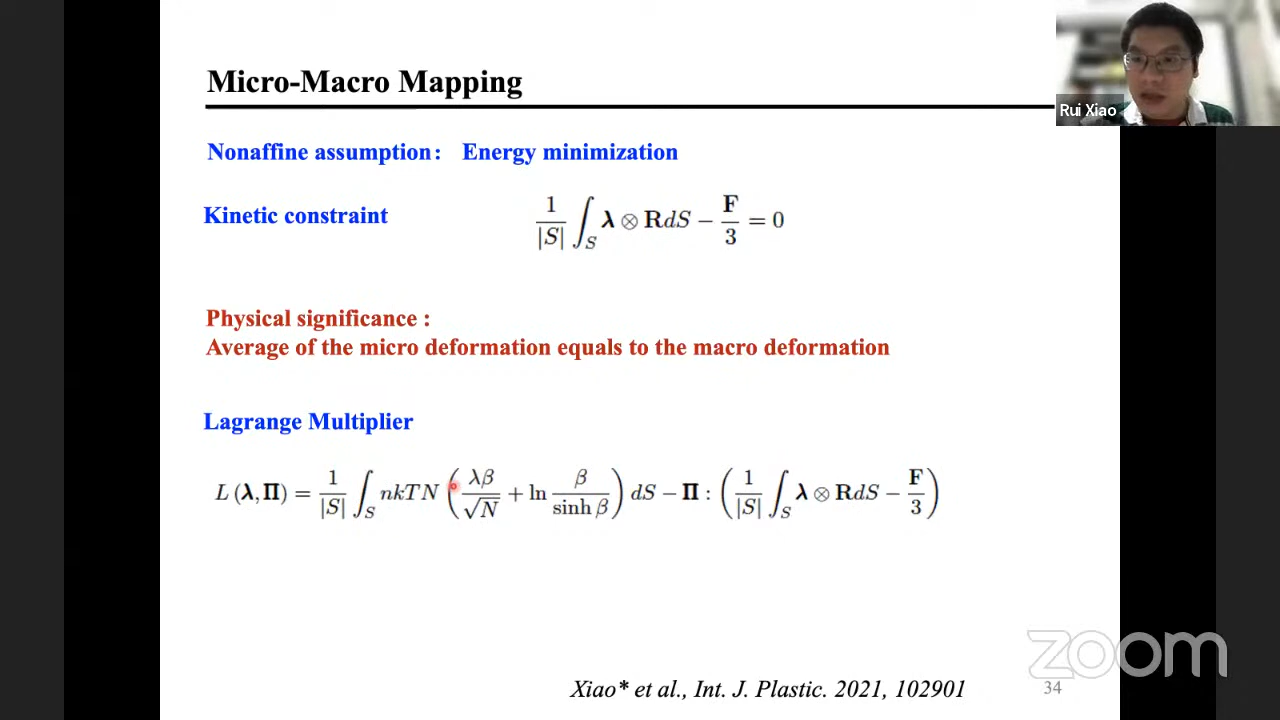 Micro-Macro Mapping
Rui Xiao
Nonaffine assumption: Energy minimization
Kinetic constraint
1/|S| ∫_S λ ⊗ R dS − F/3 = 0
Physical significance :
Average of the micro deformation equals to the macro deformation
Lagrange Multiplier
L (λ, Π) = 1/|S| ∫_S nkTN ( λβ/√N + ln β/sinh β ) dS − Π : ( 1/|S| ∫_S λ ⊗ R dS − F/3 )
zoom
Xiao* et al., Int. J. Plastic. 2021, 102901
34